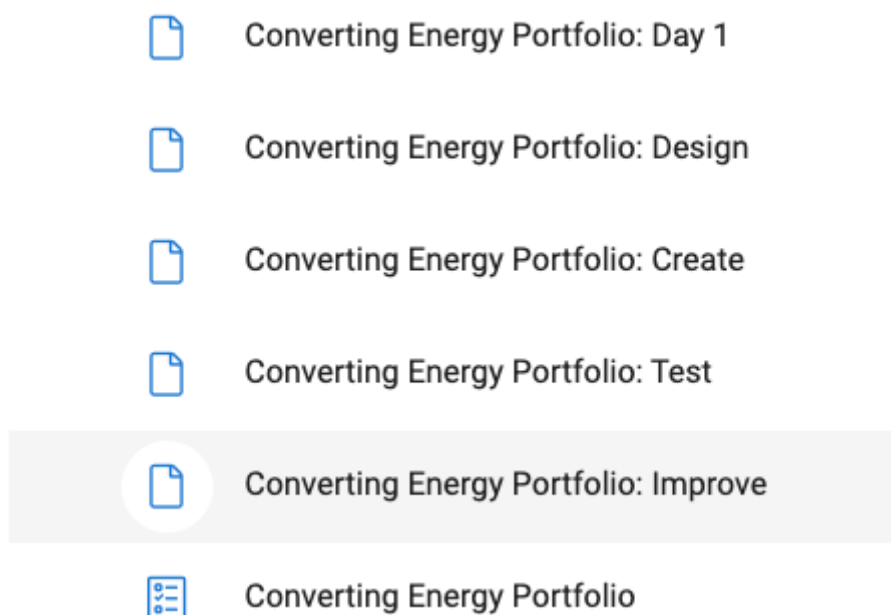 Converting Energy Portfolio: Day 1
Converting Energy Portfolio: Design
Converting Energy Portfolio: Create
Converting Energy Portfolio: Test
Converting Energy Portfolio: Improve
Converting Energy Portfolio